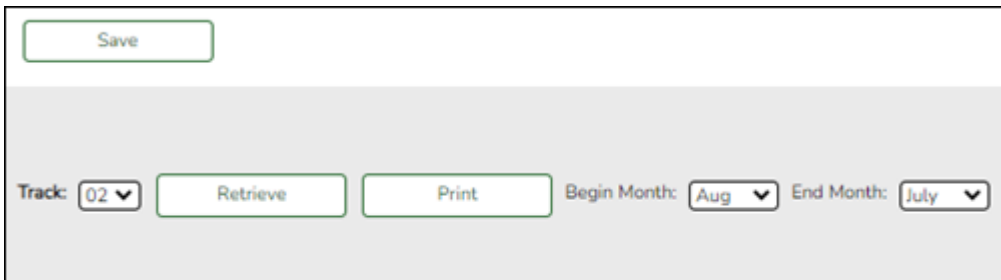 Save
Track: 02 Retrieve Print Begin Month: Aug End Month: July